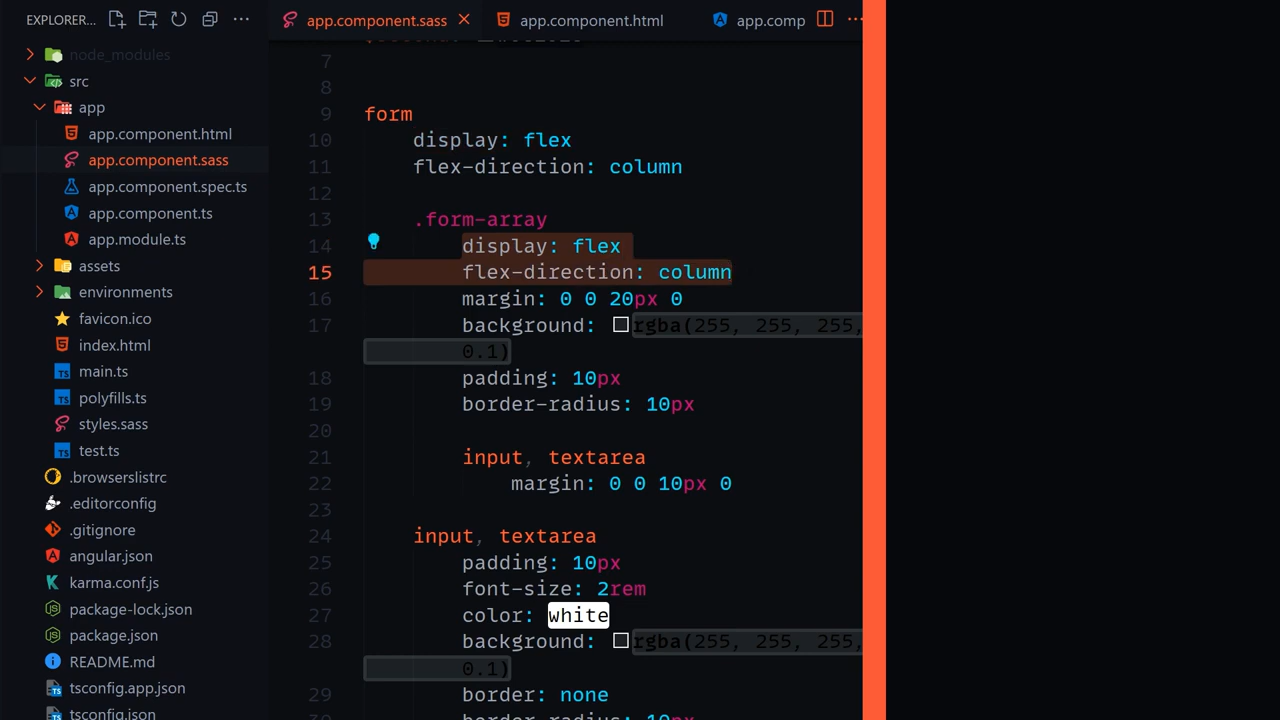 EXPLORER...
node_modules
src
app
app.component.html
app.component.sass
app.component.spec.ts
app.component.ts
app.module.ts
assets
environments
favicon.ico
index.html
main.ts
polyfills.ts
styles.sass
test.ts
.browserslistrc
.editorconfig
.gitignore
angular.json
karma.conf.js
package-lock.json
package.json
README.md
tsconfig.app.json
tsconfig.json
app.component.sass
app.component.html
app.comp
7
8
9 form
10 display: flex
11 flex-direction: column
12
13 .form-array
14 display: flex
15 flex-direction: column
16 margin: 0 0 20px 0
17 background: rgba(255, 255, 255,
0.1)
18 padding: 10px
19 border-radius: 10px
20
21 input, textarea
22 margin: 0 0 10px 0
23
24 input, textarea
25 padding: 10px
26 font-size: 2rem
27 color: white
28 background: rgba(255, 255, 255,
0.1)
29 border: none
30 border-radius: 10px